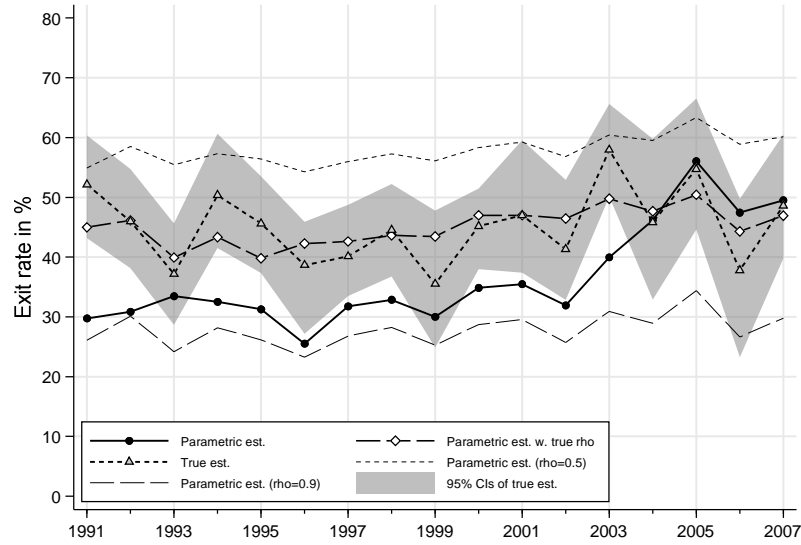 80
70
60
50
40
30
20
10
0
Exit rate in %
Parametric est.
Parametric est. w. true rho
True est.
Parametric est. (rho=0.5)
Parametric est. (rho=0.9)
95% CIs of true est.
1991 1993 1995 1997 1999 2001 2003 2005 2007